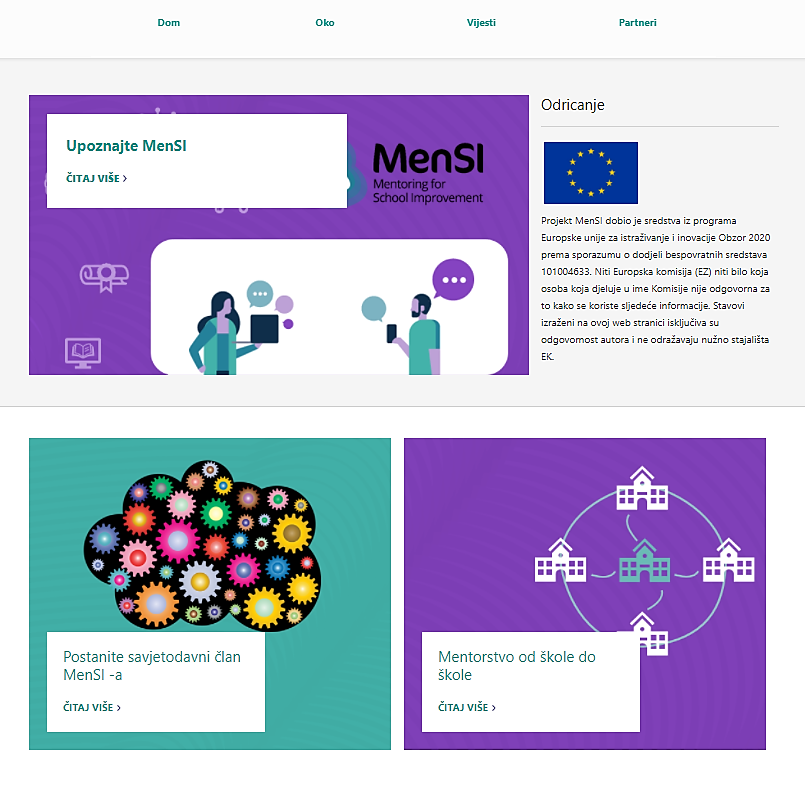 Dom Oko Vijesti Partneri
Upoznajte MenSI
ČITAJ VIŠE
MenSI
Mentoring for
School Improvement
Odricanje
Projekt MenSI dobio je sredstva iz programa
Europske unije za istraživanje i inovacije Obzor 2020
prema sporazumu o dodjeli bespovratnih sredstava
101004633. Niti Europska komisija (EZ) niti bilo koja
osoba koja djeluje u ime Komisije nije odgovorna za
to kako se koriste sljedeće informacije. Stavovi
izraženi na ovoj web stranici isključiva su
odgovornost autora i ne odražavaju nužno stajališta
EK.
Postanite savjetodavni član
MenSI -a
ČITAJ VIŠE
Mentorstvo od škole do
škole
ČITAJ VIŠE